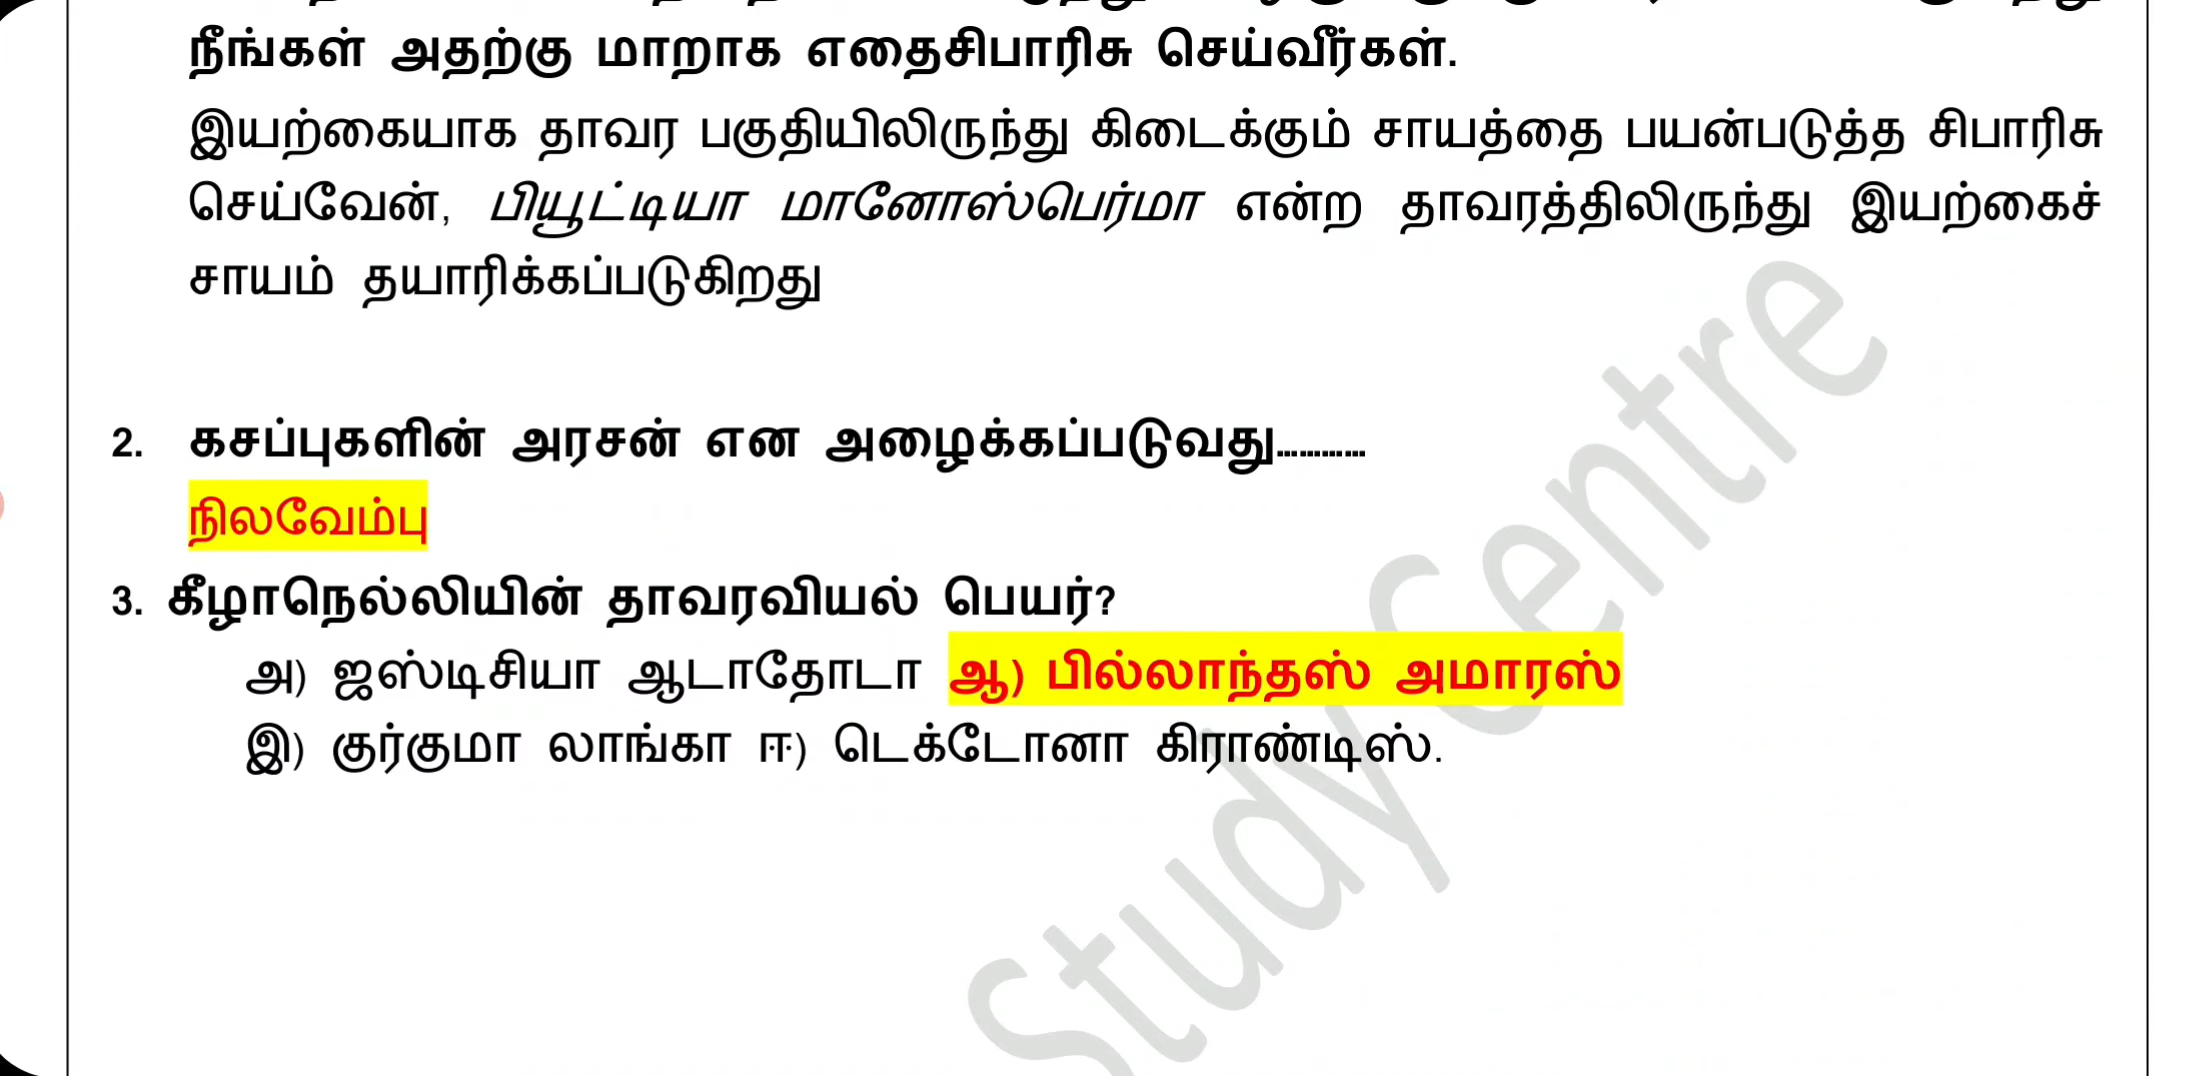 நீங்கள் அதற்கு மாறாக எதைசிபாரிசு செய்வீர்கள்.
இயற்கையாக தாவர பகுதியிலிருந்து கிடைக்கும் சாயத்தை பயன்படுத்த சிபாரிசு
செய்வேன், பியூட்டியா மானோஸ்பெர்மா என்ற தாவரத்திலிருந்து இயற்கைச்
சாயம் தயாரிக்கப்படுகிறது
2. கசப்புகளின் அரசன் என அழைக்கப்படுவது............
நிலவேம்பு
3. கீழாநெல்லியின் தாவரவியல் பெயர்?
அ) ஜஸ்டிசியா ஆடாதோடா ஆ) பில்லாந்தஸ் அமாரஸ்
இ) குர்குமா லாங்கா ஈ) டெக்டோனா கிராண்டிஸ்.
Study Centre